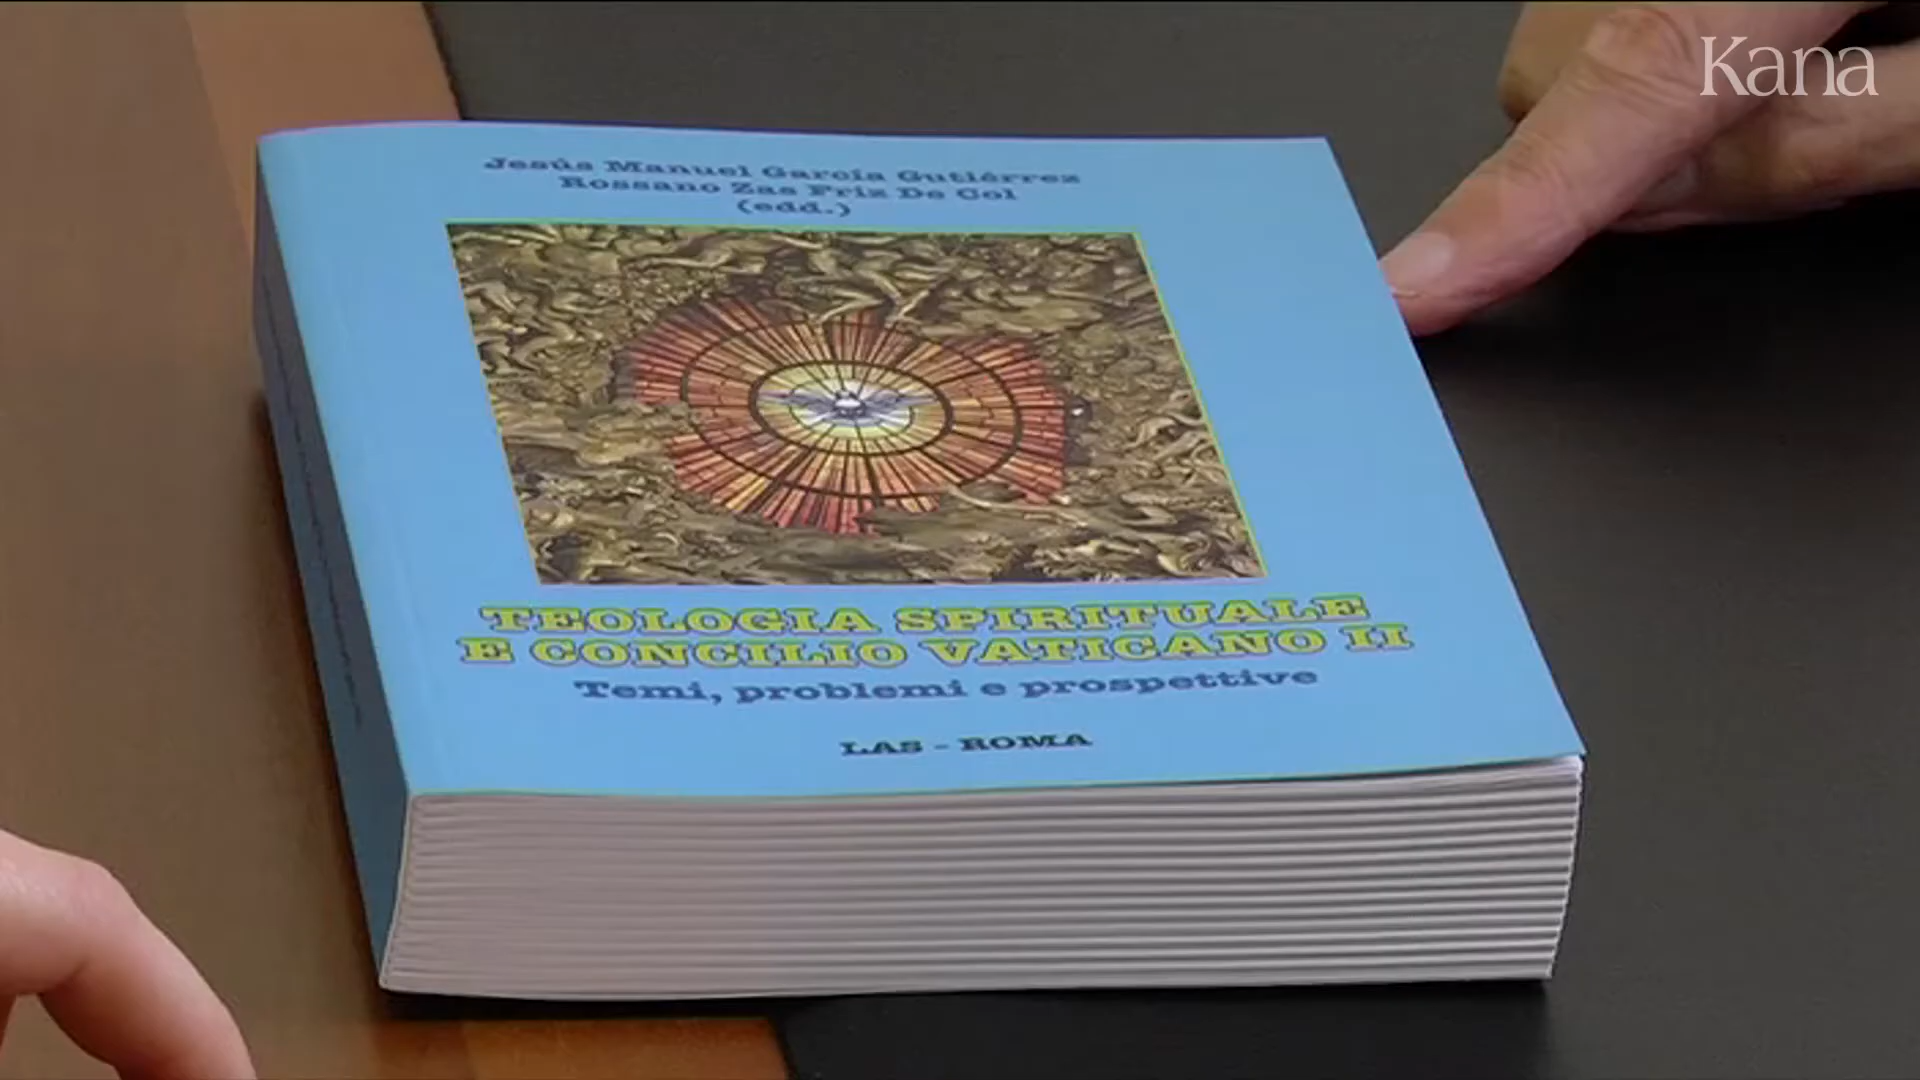 Kana
Jesús Manuel García Gutiérrez
Rossano Zas Friz De Col
(edd.)
TEOLOGIA SPIRITUALE
E CONCILIO VATICANO II
Temi, problemi e prospettive
LAS - ROMA